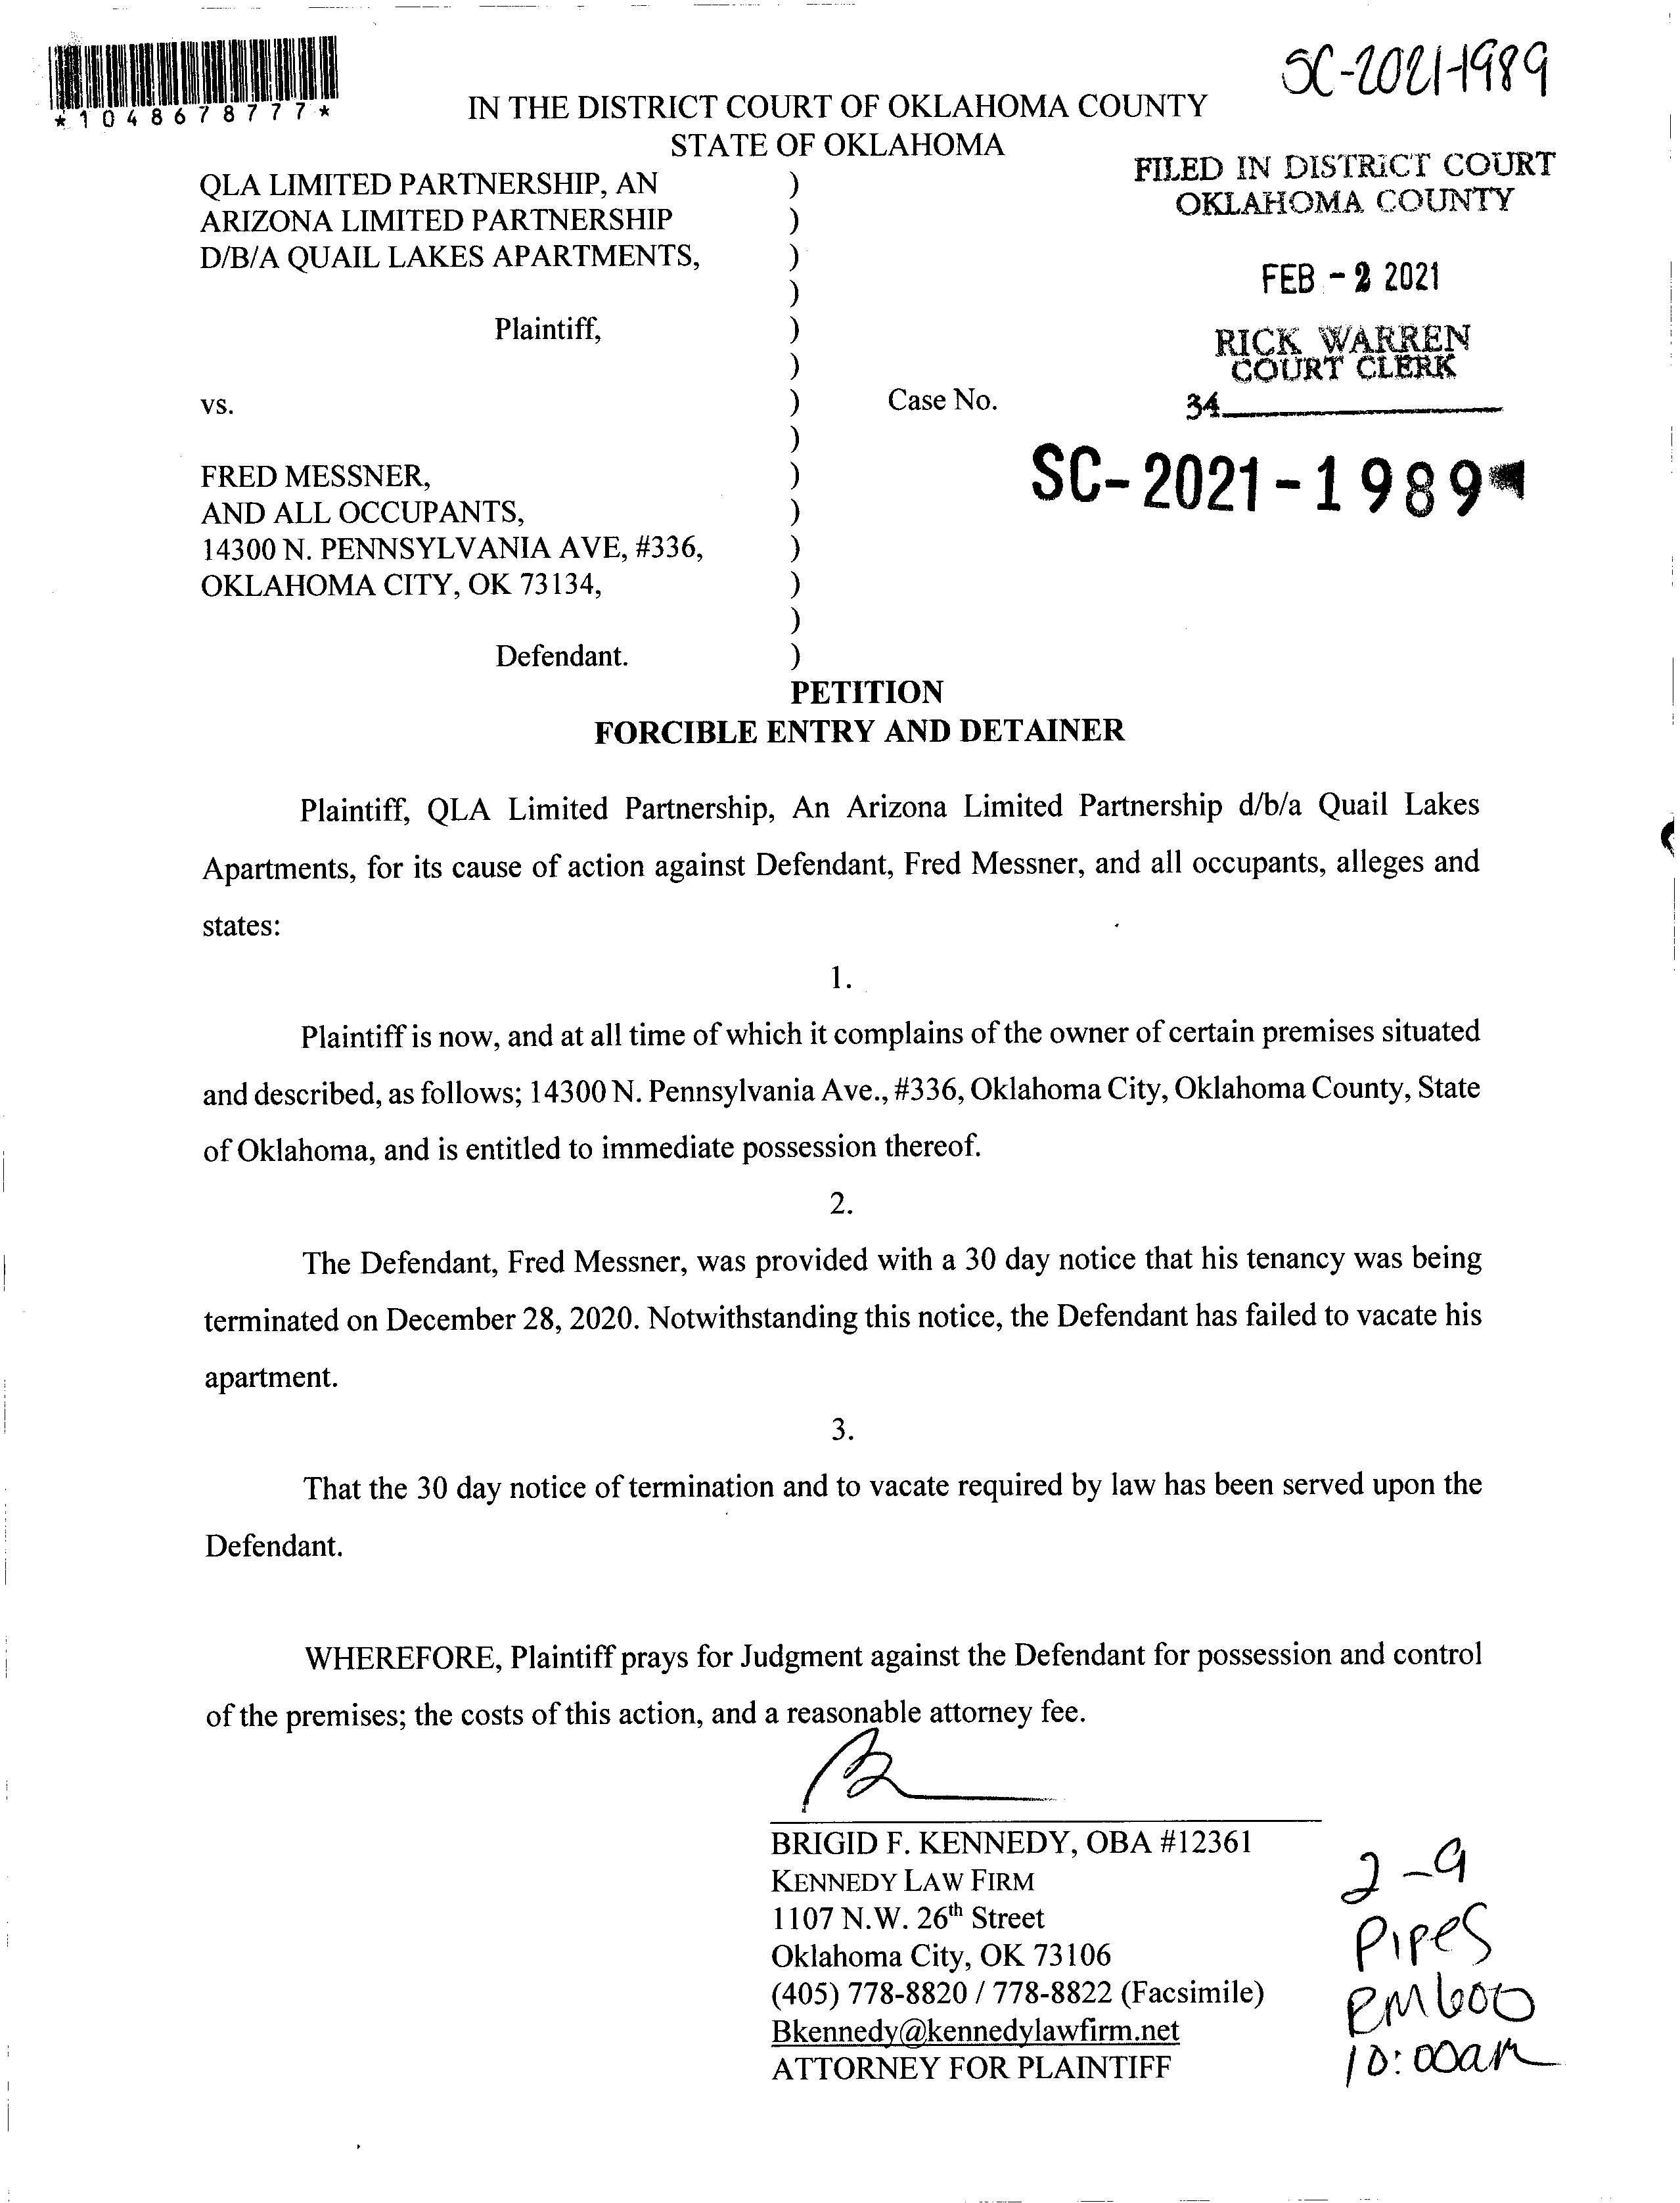 SC-2021-1989
*1048678777*
IN THE DISTRICT COURT OF OKLAHOMA COUNTY
STATE OF OKLAHOMA
FILED IN DISTRICT COURT
OKLAHOMA COUNTY
FEB - 2 2021
RICK WARREN
COURT CLERK
34
QLA LIMITED PARTNERSHIP, AN )
ARIZONA LIMITED PARTNERSHIP )
D/B/A QUAIL LAKES APARTMENTS, )
)
Plaintiff, )
)
vs. ) Case No.
)
SC-2021-1989
FRED MESSNER, )
AND ALL OCCUPANTS, )
14300 N. PENNSYLVANIA AVE, #336, )
OKLAHOMA CITY, OK 73134, )
)
Defendant. )
PETITION
FORCIBLE ENTRY AND DETAINER
Plaintiff, QLA Limited Partnership, An Arizona Limited Partnership d/b/a Quail Lakes
Apartments, for its cause of action against Defendant, Fred Messner, and all occupants, alleges and
states:
1.
Plaintiff is now, and at all time of which it complains of the owner of certain premises situated
and described, as follows; 14300 N. Pennsylvania Ave., #336, Oklahoma City, Oklahoma County, State
of Oklahoma, and is entitled to immediate possession thereof.
2.
The Defendant, Fred Messner, was provided with a 30 day notice that his tenancy was being
terminated on December 28, 2020. Notwithstanding this notice, the Defendant has failed to vacate his
apartment.
3.
That the 30 day notice of termination and to vacate required by law has been served upon the
Defendant.
WHEREFORE, Plaintiff prays for Judgment against the Defendant for possession and control
of the premises; the costs of this action, and a reasonable attorney fee.
BRIGID F. KENNEDY, OBA #12361
KENNEDY LAW FIRM
1107 N.W. 26th Street
Oklahoma City, OK 73106
(405) 778-8820 / 778-8822 (Facsimile)
Bkennedy@kennedylawfirm.net
ATTORNEY FOR PLAINTIFF
2-9
Pipes
RM600
10:00am